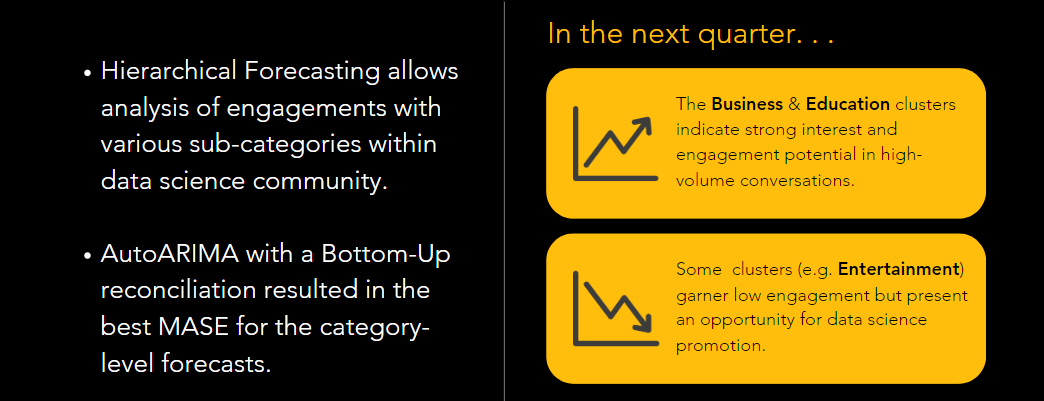 • Hierarchical Forecasting allows
analysis of engagements with
various sub-categories within
data science community.
• AutoARIMA with a Bottom-Up
reconciliation resulted in the
best MASE for the category-
level forecasts.
In the next quarter. . .
The Business & Education clusters
indicate strong interest and
engagement potential in high-
volume conversations.
Some clusters (e.g. Entertainment)
garner low engagement but present
an opportunity for data science
promotion.